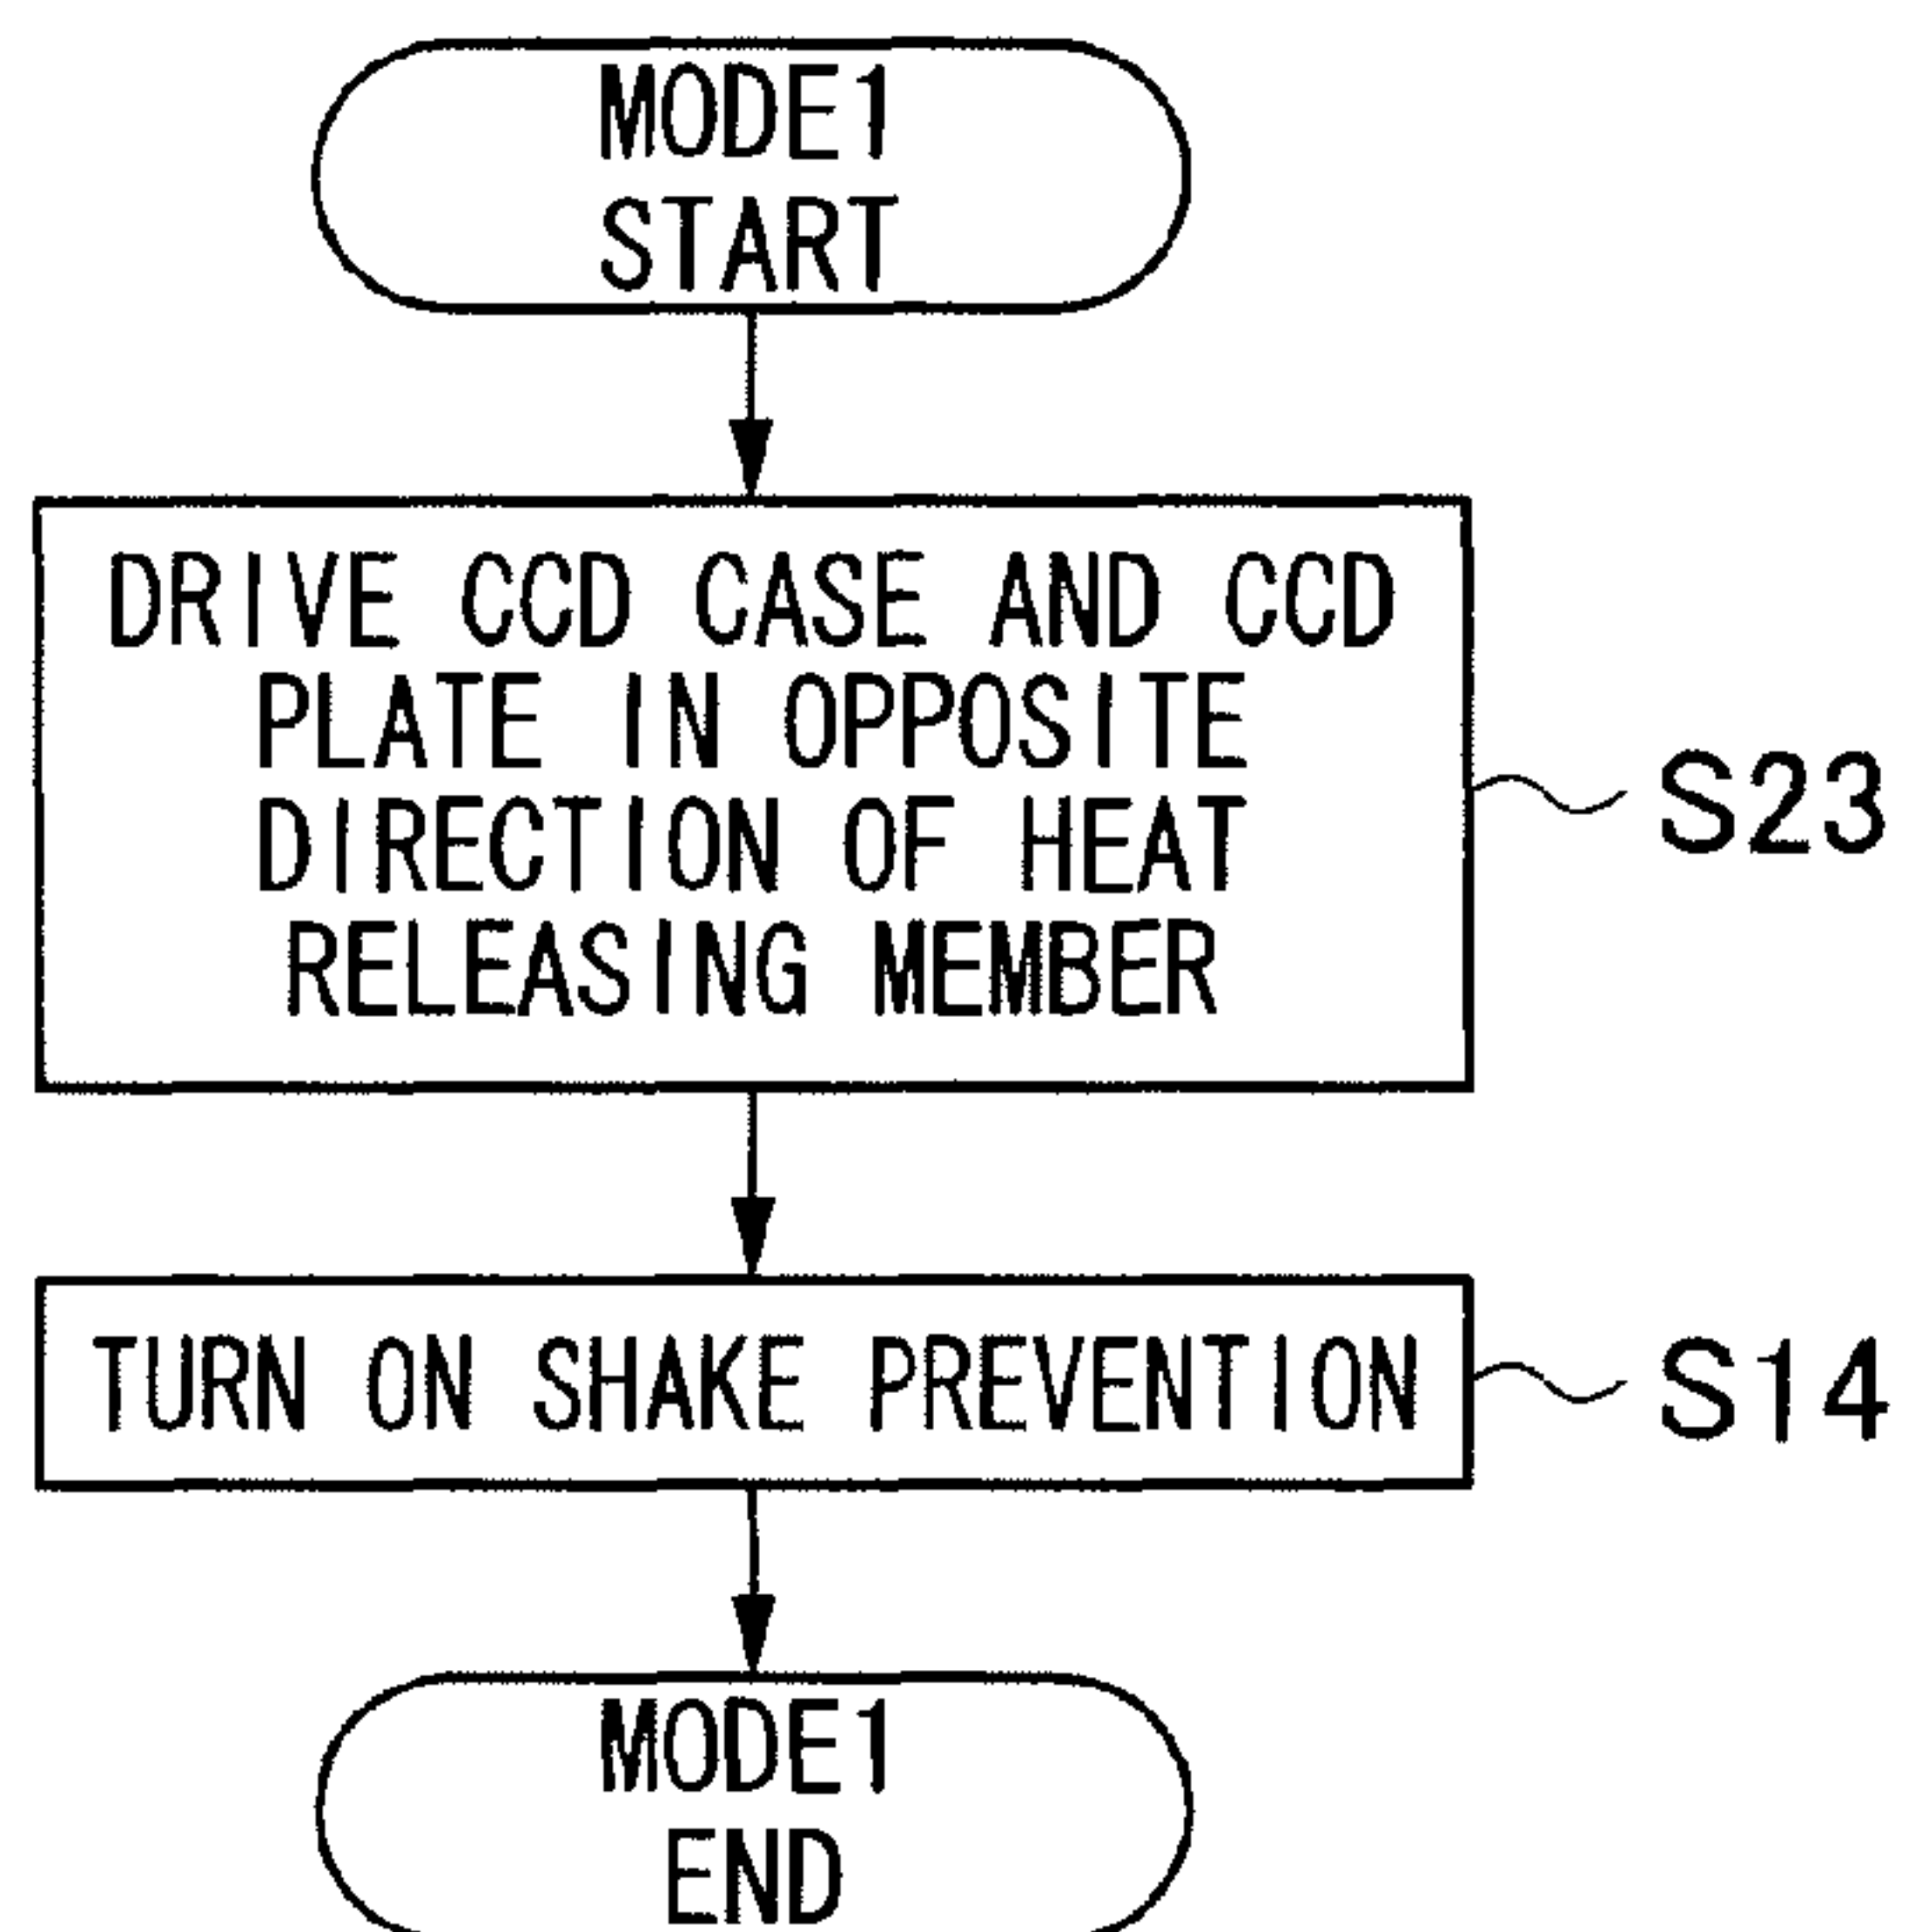 MODE1
START
DRIVE CCD CASE AND CCD
PLATE IN OPPOSITE
DIRECTION OF HEAT
RELEASING MEMBER
S23
TURN ON SHAKE PREVENTION
S14
MODE1
END